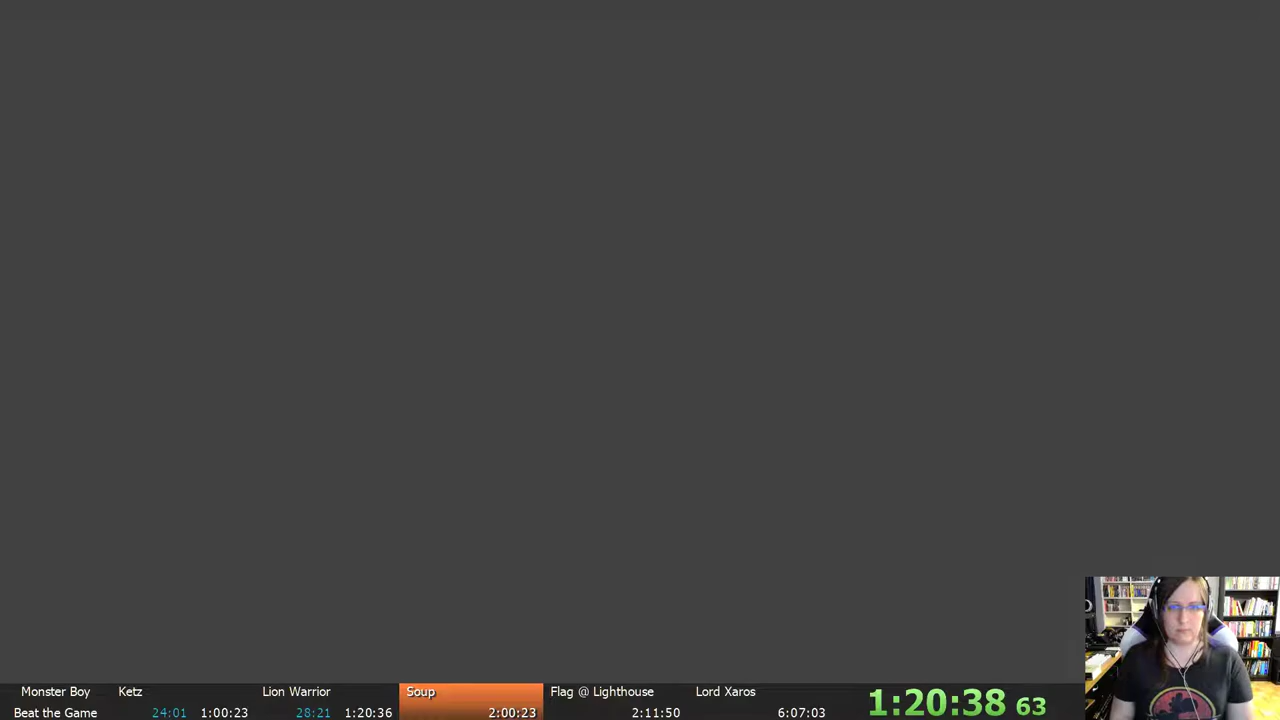 Monster Boy Ketz Lion Warrior Soup Flag @ Lighthouse Lord Xaros
Beat the Game 24:01 1:00:23 28:21 1:20:36 2:00:23 2:11:50 6:07:03
1:20:38 63